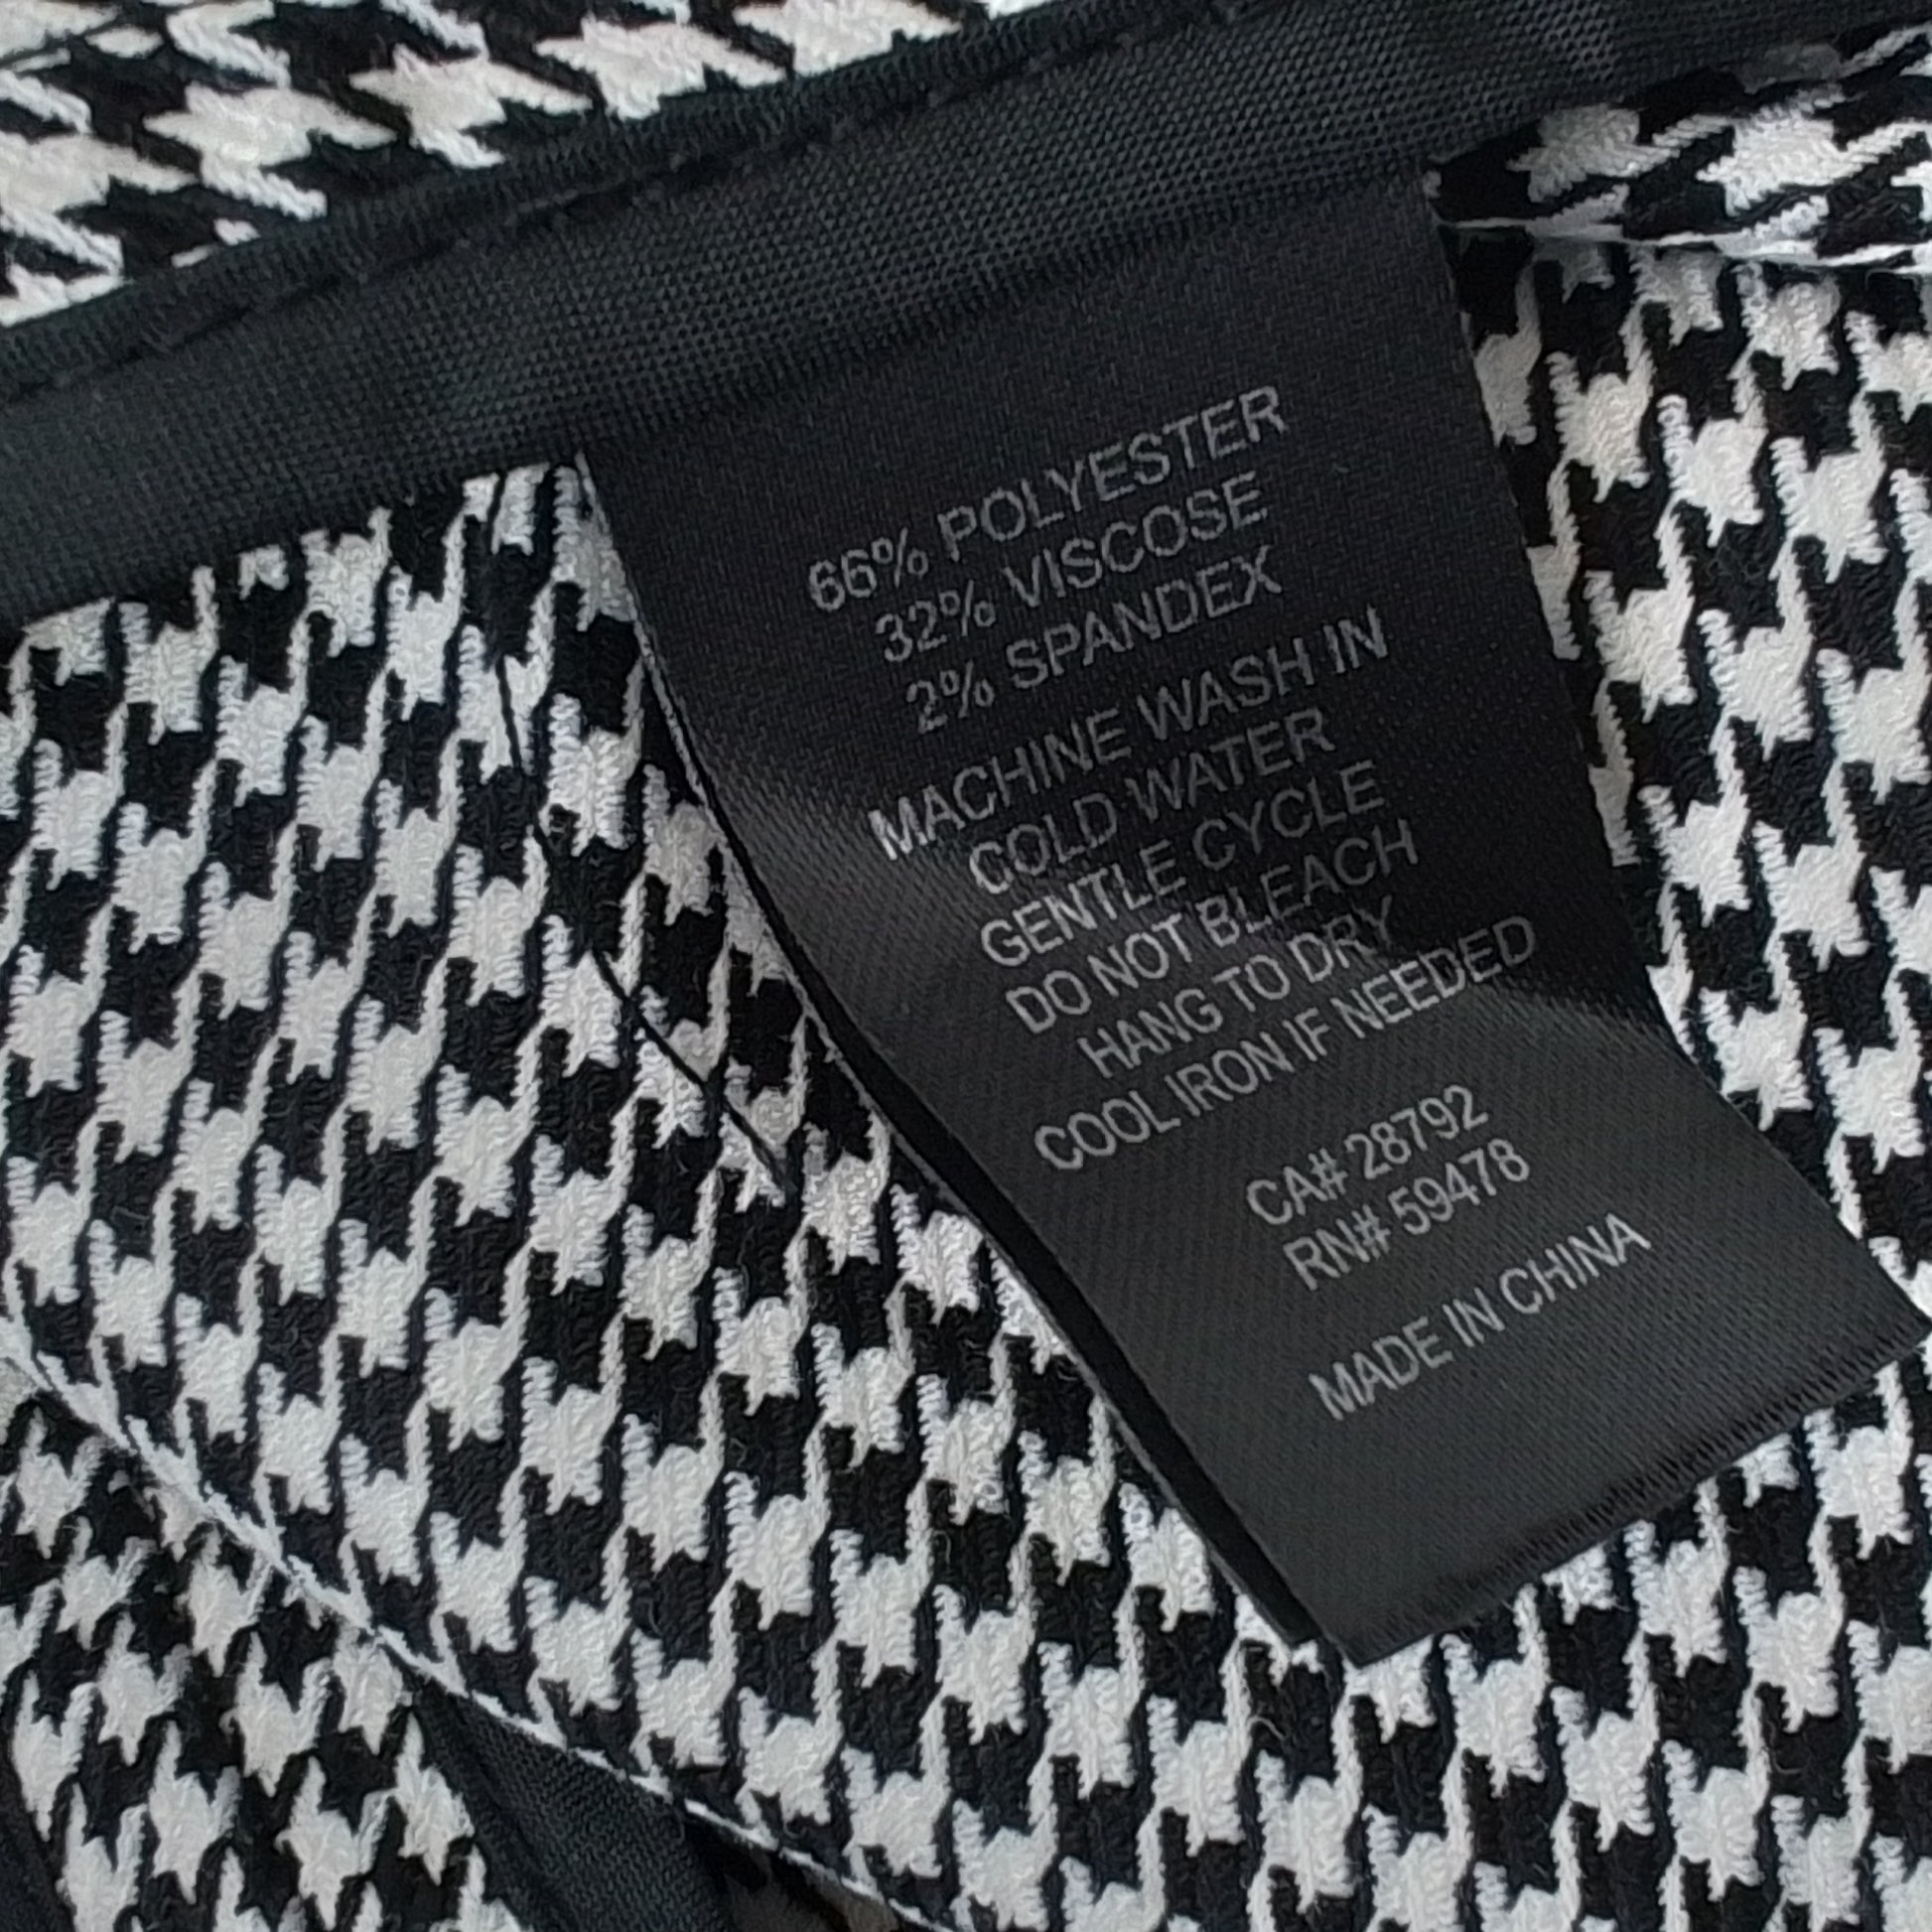 66% POLYESTER
32% VISCOSE
2% SPANDEX
MACHINE WASH IN
COLD WATER
GENTLE CYCLE
DO NOT BLEACH
HANG TO DRY
COOL IRON IF NEEDED
CA# 28792
RN# 59478
MADE IN CHINA